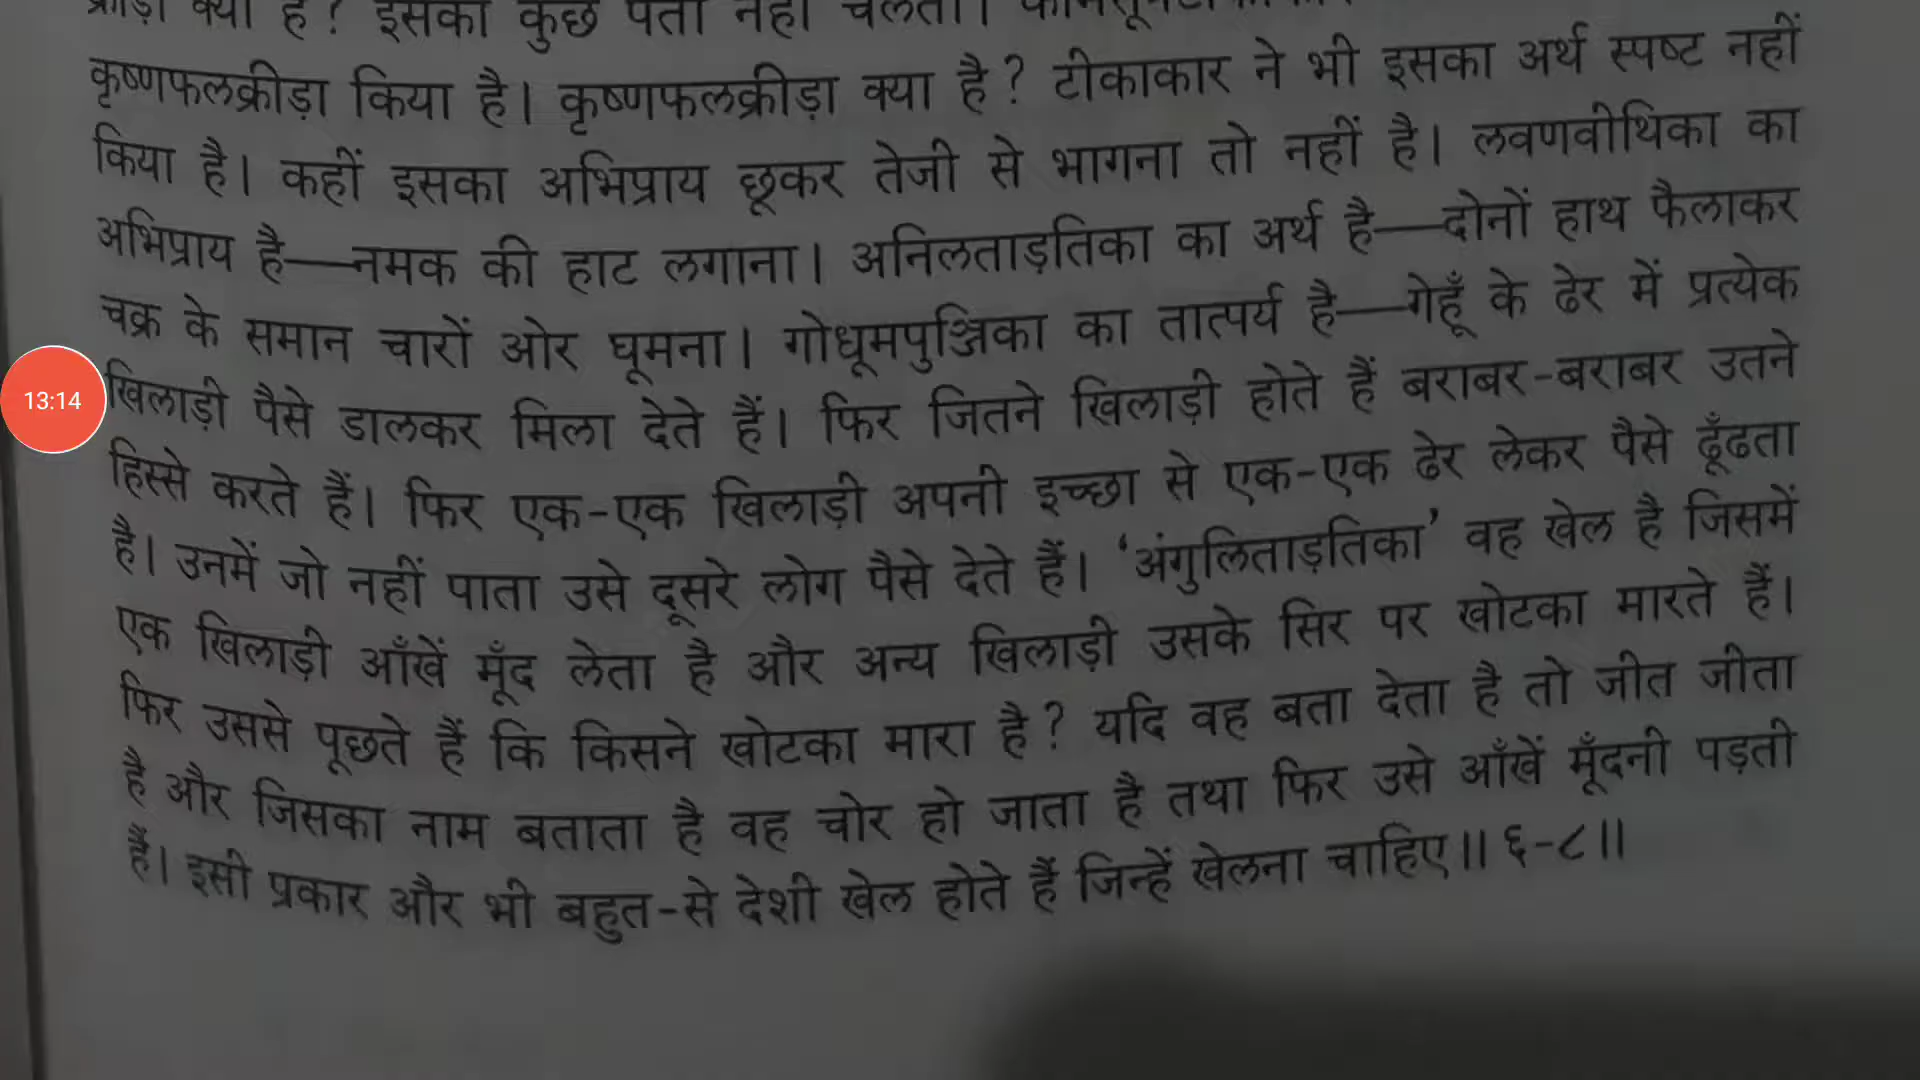 क्रीड़ा क्या है? इसका कुछ पता नहीं चलता।
कृष्णफलक्रीड़ा किया है। कृष्णफलक्रीड़ा क्या है? टीकाकार ने भी इसका अर्थ स्पष्ट नहीं
किया है। कहीं इसका अभिप्राय छूकर तेजी से भागना तो नहीं है। लवणवीथिका का
अभिप्राय है—नमक की हाट लगाना। अनिलताड़तिका का अर्थ है—दोनों हाथ फैलाकर
चक्र के समान चारों ओर घूमना। गोधूमपुञ्जिका का तात्पर्य है—गेहूँ के ढेर में प्रत्येक
खिलाड़ी पैसे डालकर मिला देते हैं। फिर जितने खिलाड़ी होते हैं बराबर-बराबर उतने
13:14
हिस्से करते हैं। फिर एक-एक खिलाड़ी अपनी इच्छा से एक-एक ढेर लेकर पैसे ढूँढता
है। उनमें जो नहीं पाता उसे दूसरे लोग पैसे देते हैं। ‘अंगुलिताड़तिका’ वह खेल है जिसमें
एक खिलाड़ी आँखें मूँद लेता है और अन्य खिलाड़ी उसके सिर पर खोटका मारते हैं।
फिर उससे पूछते हैं कि किसने खोटका मारा है? यदि वह बता देता है तो जीत जीता
है और जिसका नाम बताता है वह चोर हो जाता है तथा फिर उसे आँखें मूँदनी पड़ती
हैं। इसी प्रकार और भी बहुत-से देशी खेल होते हैं जिन्हें खेलना चाहिए॥ ६-८॥